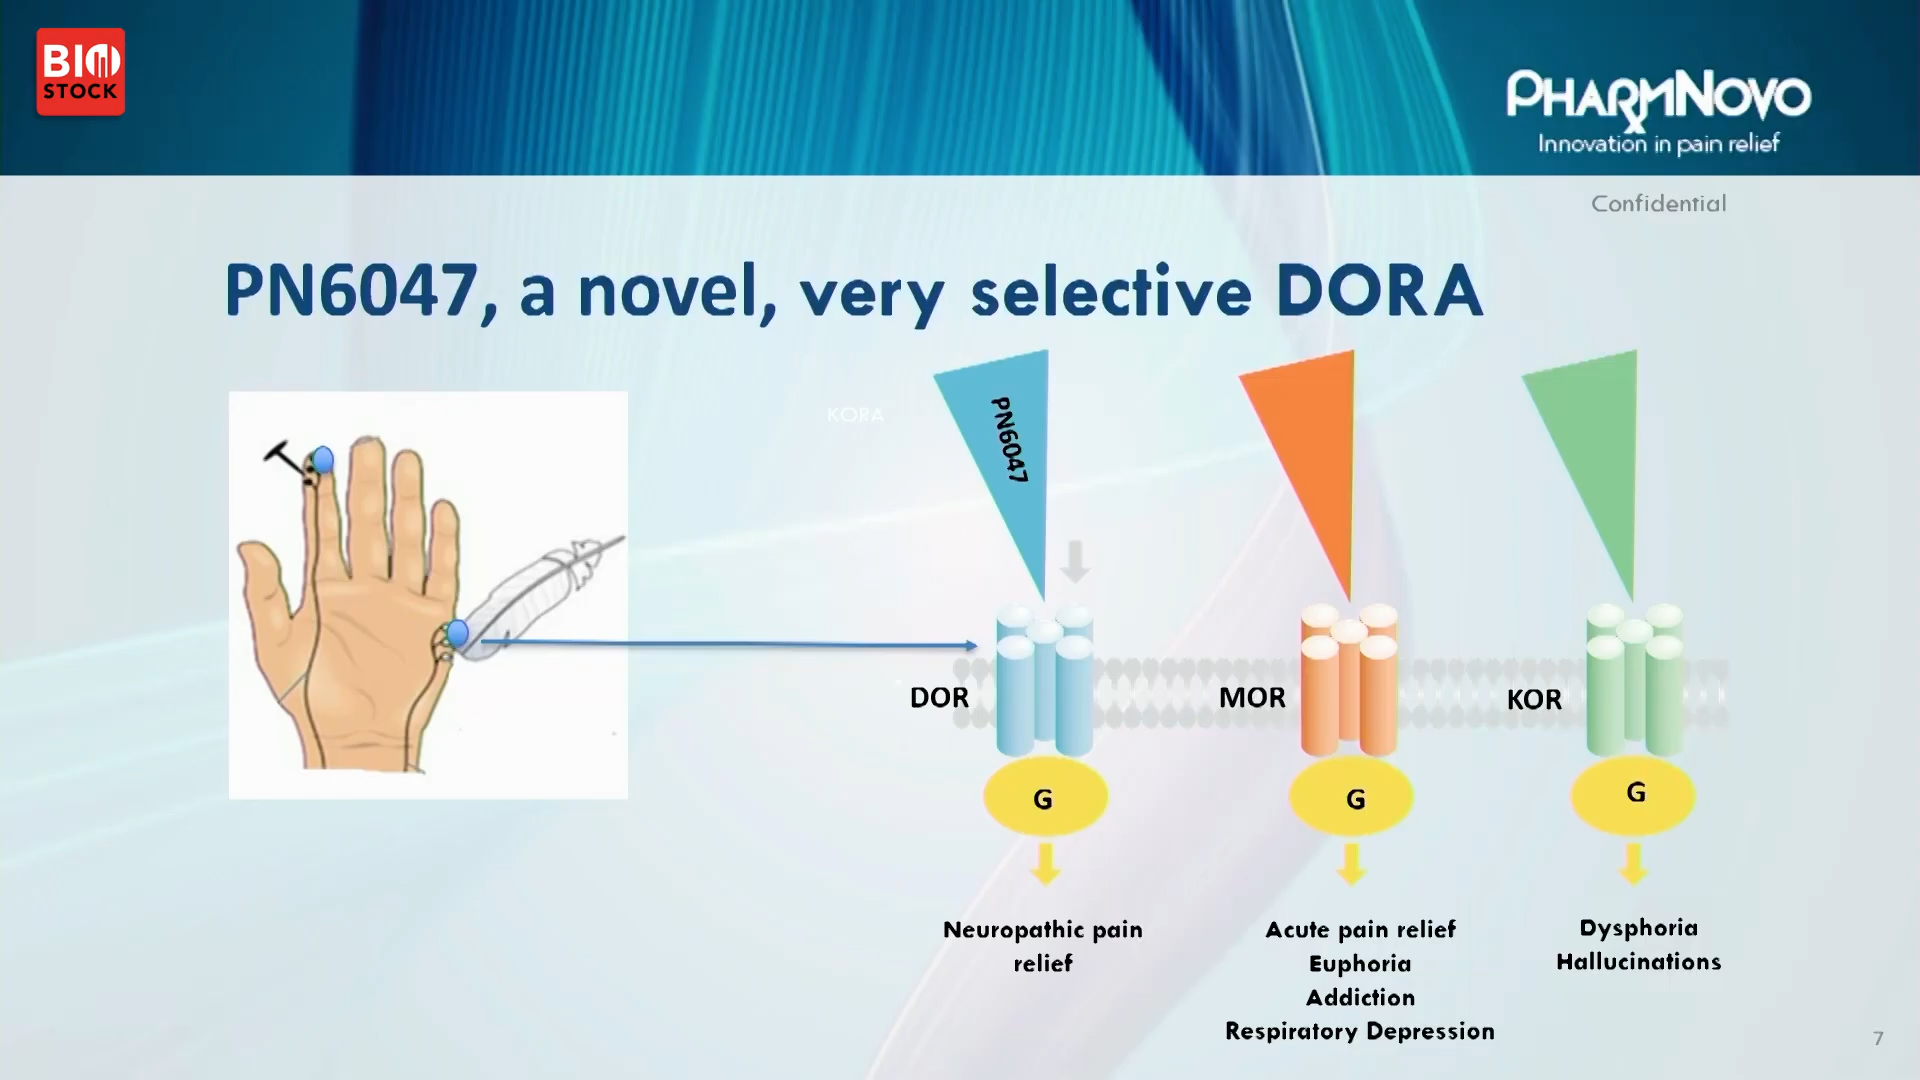 BIO
STOCK
PHARMNOVO
Innovation in pain relief
Confidential
PN6047, a novel, very selective DORA
KORA
PN6047
DOR
MOR
KOR
G
G
G
Neuropathic pain
relief
Acute pain relief
Euphoria
Addiction
Respiratory Depression
Dysphoria
Hallucinations
7